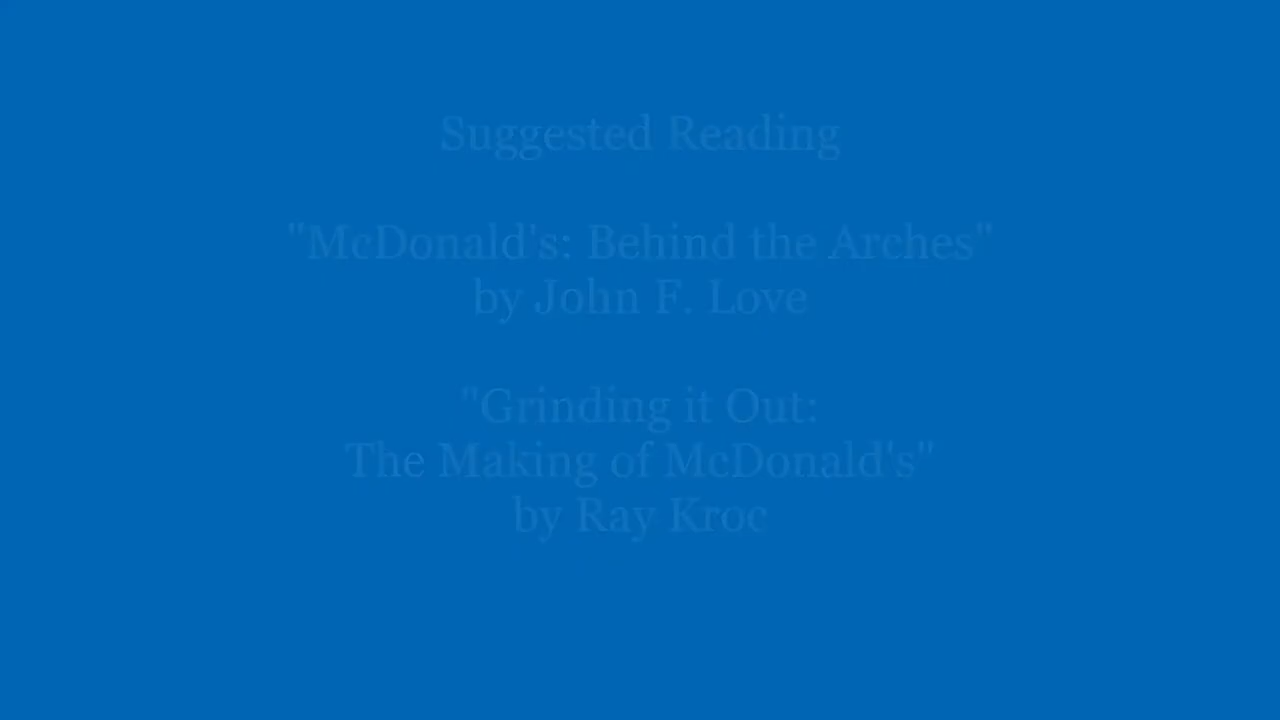 Suggested Reading
"McDonald's: Behind the Arches"
by John F. Love
"Grinding it Out:
The Making of McDonald's"
by Ray Kroc